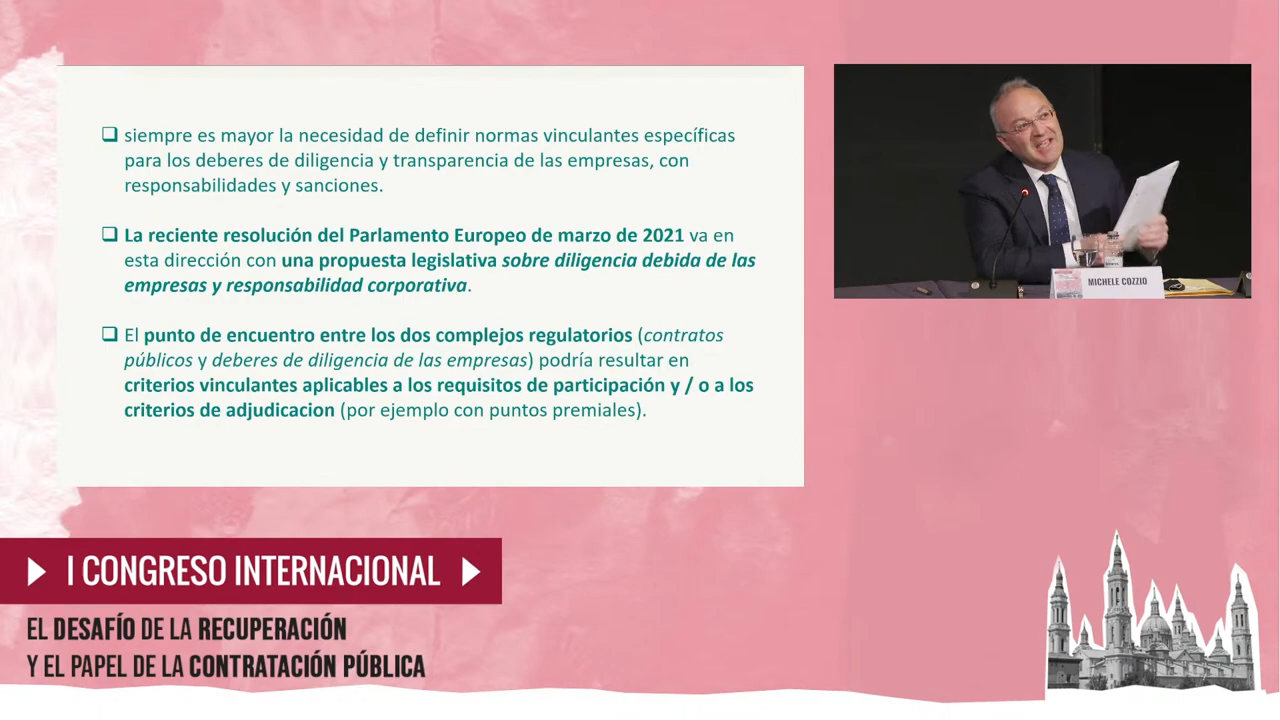 ❑ siempre es mayor la necesidad de definir normas vinculantes específicas
para los deberes de diligencia y transparencia de las empresas, con
responsabilidades y sanciones.
❑ La reciente resolución del Parlamento Europeo de marzo de 2021 va en
esta dirección con una propuesta legislativa sobre diligencia debida de las
empresas y responsabilidad corporativa.
❑ El punto de encuentro entre los dos complejos regulatorios (contratos
públicos y deberes de diligencia de las empresas) podría resultar en
criterios vinculantes aplicables a los requisitos de participación y / o a los
criterios de adjudicacion (por ejemplo con puntos premiales).
MICHELE COZZIO
I CONGRESO INTERNACIONAL
EL DESAFÍO DE LA RECUPERACIÓN
Y EL PAPEL DE LA CONTRATACIÓN PÚBLICA